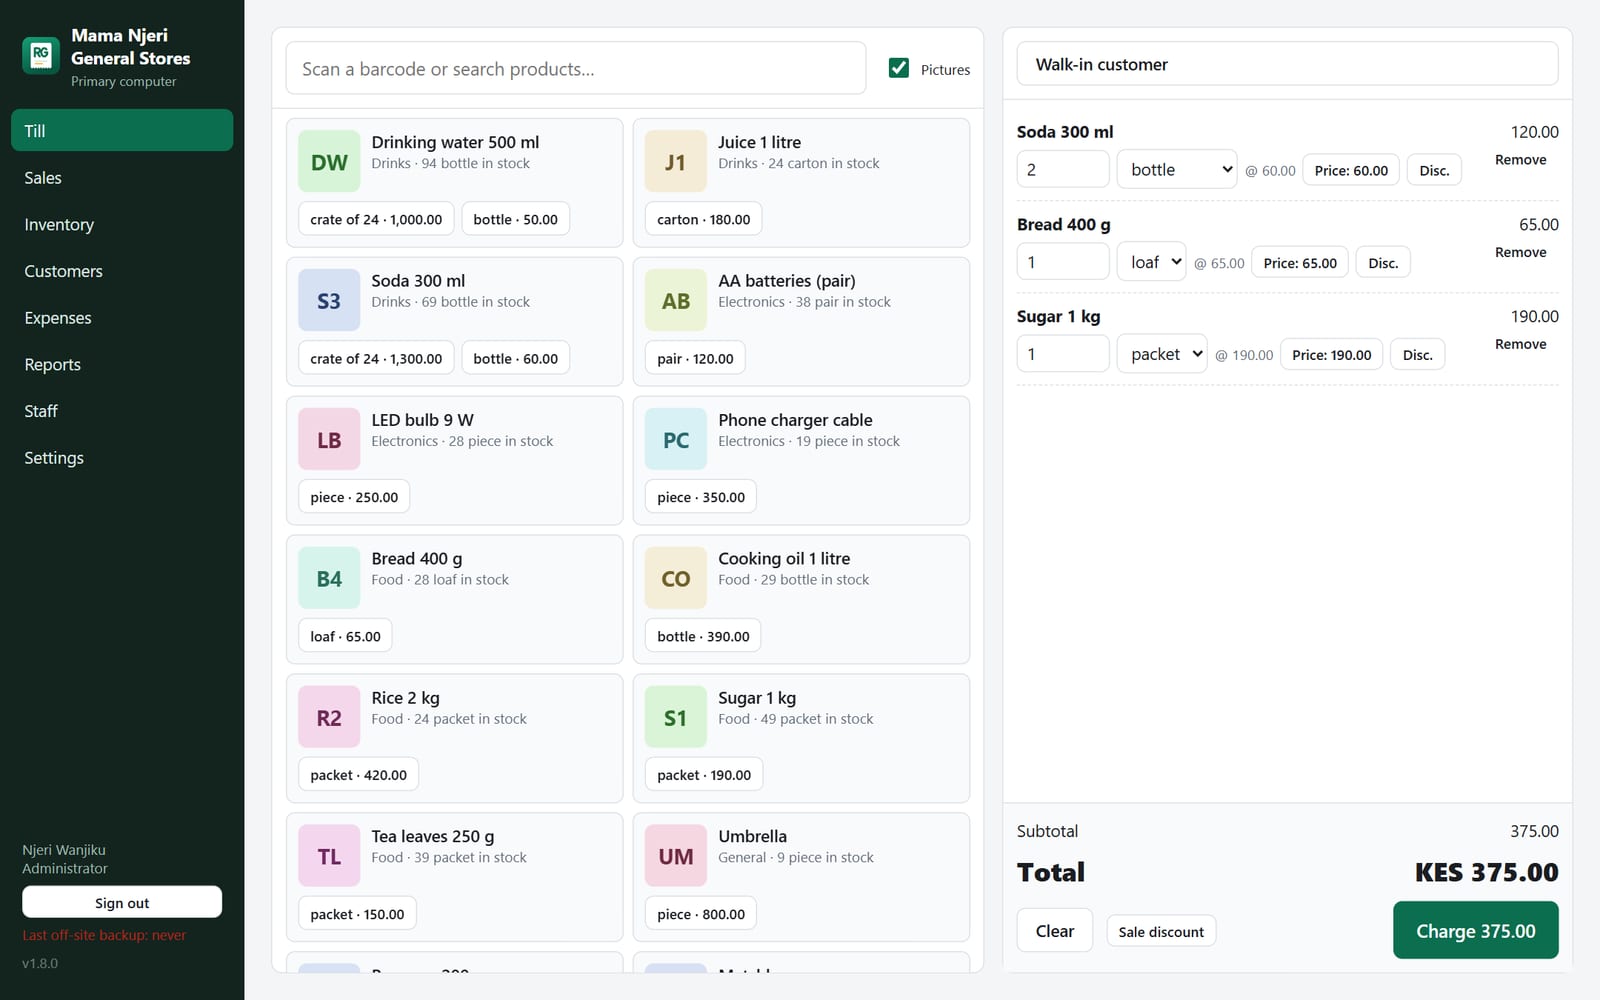 RG
Mama Njeri
General Stores
Primary computer
Till
Sales
Inventory
Customers
Expenses
Reports
Staff
Settings
Njeri Wanjiku
Administrator
Sign out
Last off-site backup: never
v1.8.0
Scan a barcode or search products...
Pictures
DW
Drinking water 500 ml
Drinks · 94 bottle in stock
crate of 24 · 1,000.00
bottle · 50.00
J1
Juice 1 litre
Drinks · 24 carton in stock
carton · 180.00
S3
Soda 300 ml
Drinks · 69 bottle in stock
crate of 24 · 1,300.00
bottle · 60.00
AB
AA batteries (pair)
Electronics · 38 pair in stock
pair · 120.00
LB
LED bulb 9 W
Electronics · 28 piece in stock
piece · 250.00
PC
Phone charger cable
Electronics · 19 piece in stock
piece · 350.00
B4
Bread 400 g
Food · 28 loaf in stock
loaf · 65.00
CO
Cooking oil 1 litre
Food · 29 bottle in stock
bottle · 390.00
R2
Rice 2 kg
Food · 24 packet in stock
packet · 420.00
S1
Sugar 1 kg
Food · 49 packet in stock
packet · 190.00
TL
Tea leaves 250 g
Food · 39 packet in stock
packet · 150.00
UM
Umbrella
General · 9 piece in stock
piece · 800.00
Walk-in customer
Soda 300 ml
120.00
2
bottle
@ 60.00
Price: 60.00
Disc.
Remove
Bread 400 g
65.00
1
loaf
@ 65.00
Price: 65.00
Disc.
Remove
Sugar 1 kg
190.00
1
packet
@ 190.00
Price: 190.00
Disc.
Remove
Subtotal
375.00
Total
KES 375.00
Clear
Sale discount
Charge 375.00